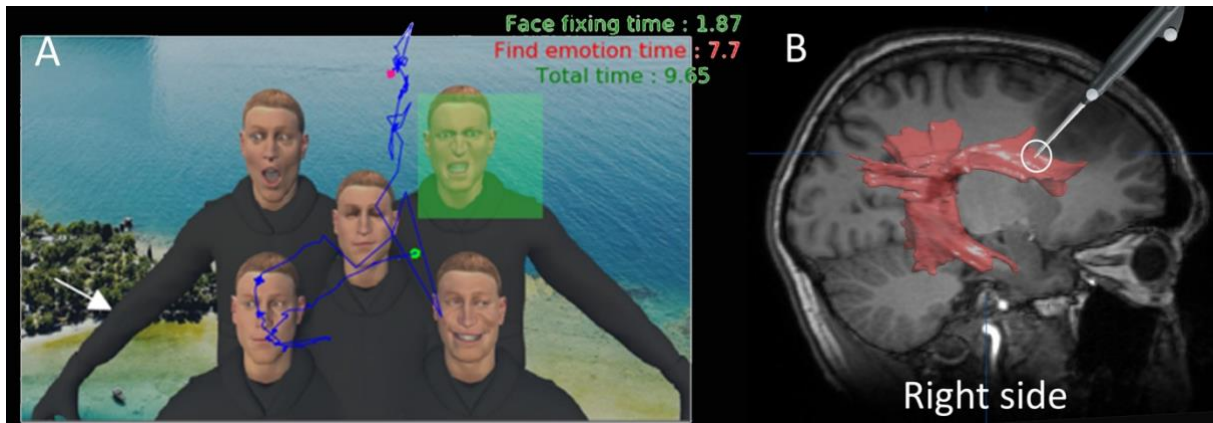 A
Face fixing time : 1.87
Find emotion time : 7.7
Total time : 9.65
B
Right side